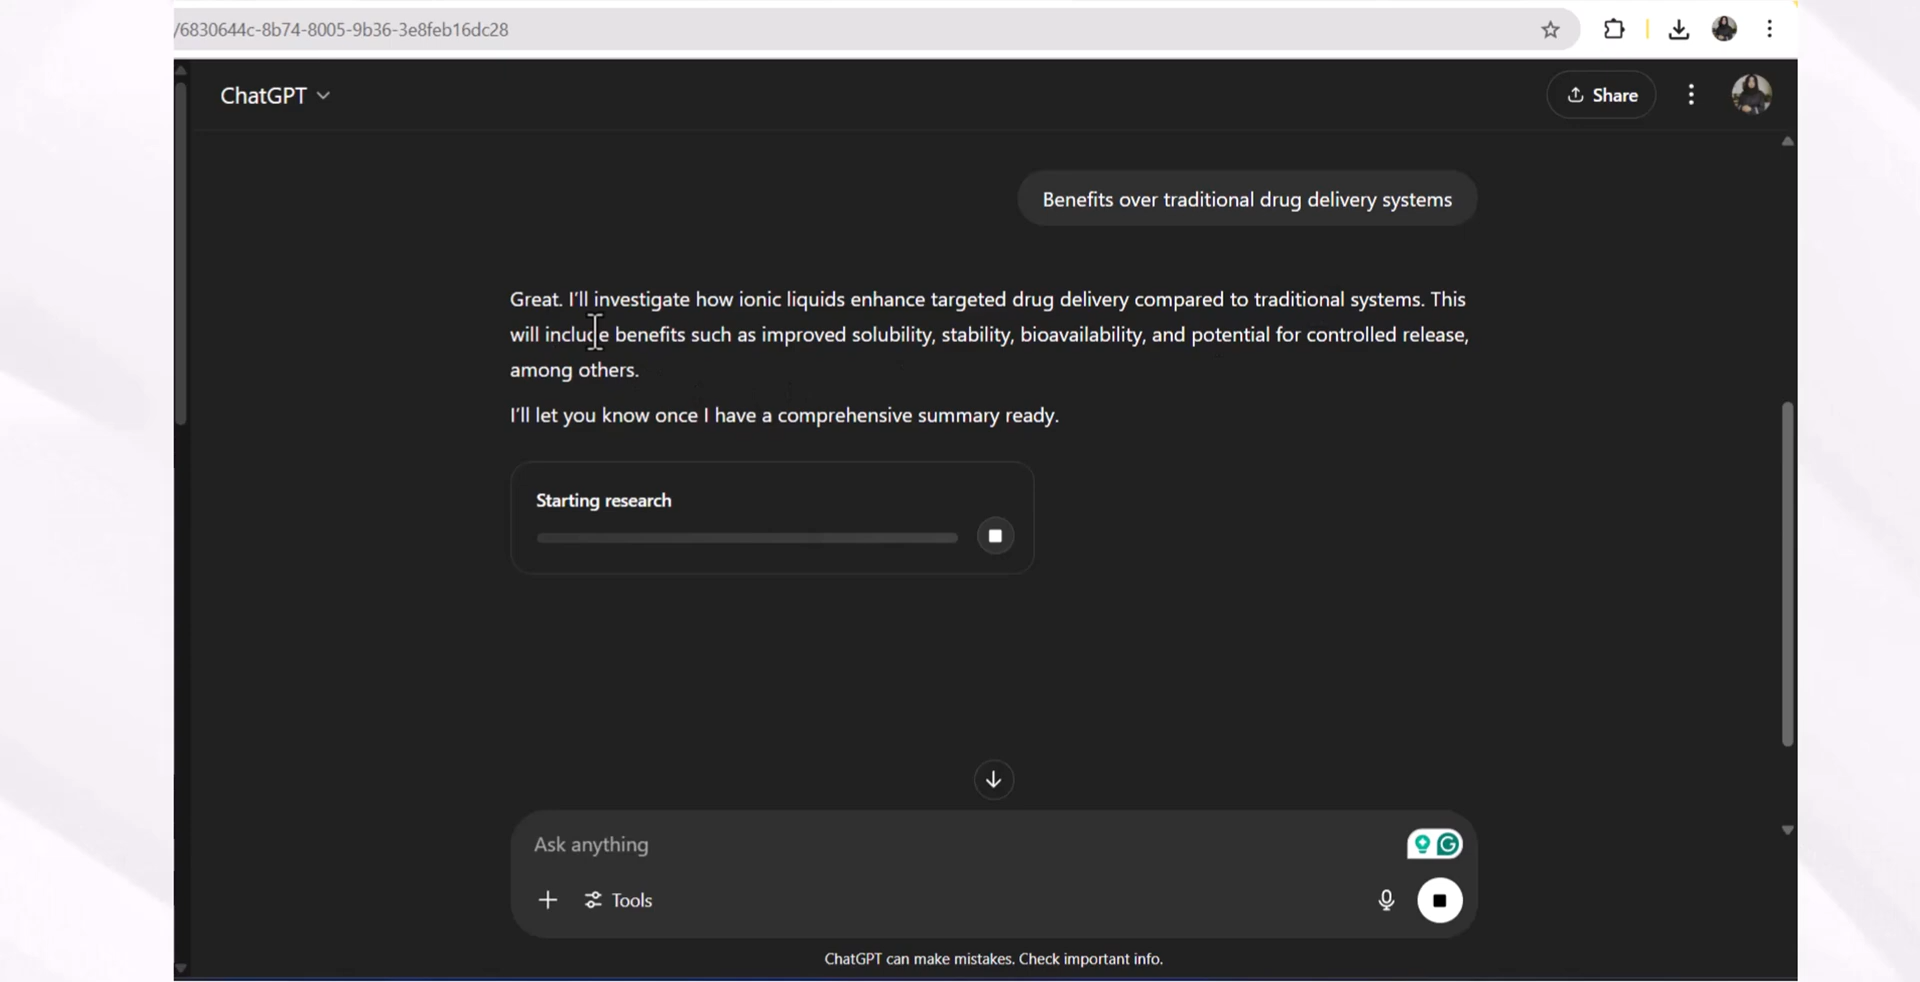 /6830644c-8b74-8005-9b36-3e8feb16dc28
ChatGPT
Share
Benefits over traditional drug delivery systems
Great. I'll investigate how ionic liquids enhance targeted drug delivery compared to traditional systems. This
will include benefits such as improved solubility, stability, bioavailability, and potential for controlled release,
among others.
I'll let you know once I have a comprehensive summary ready.
Starting research
Ask anything
Tools
ChatGPT can make mistakes. Check important info.